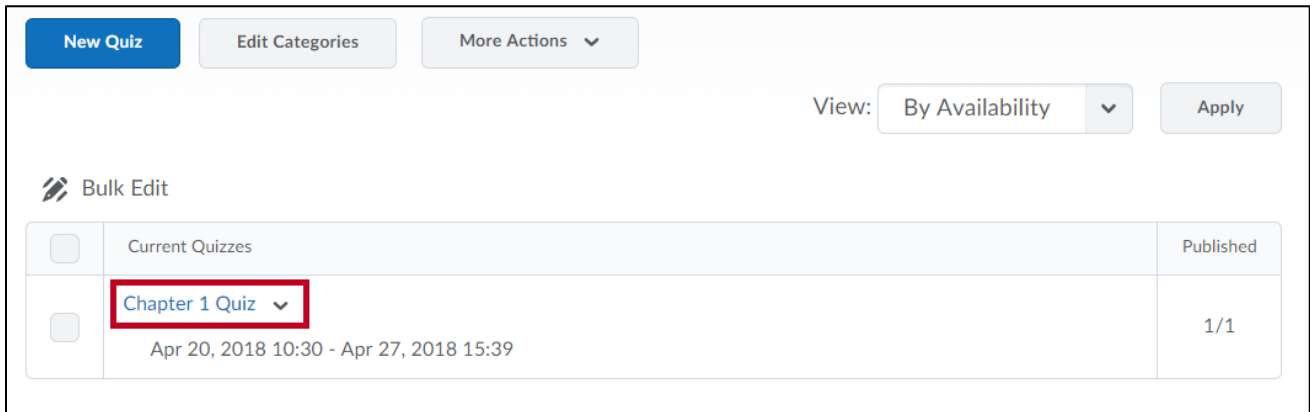 New Quiz Edit Categories More Actions
View: By Availability Apply
Bulk Edit
Current Quizzes Published
Chapter 1 Quiz
1/1
Apr 20, 2018 10:30 - Apr 27, 2018 15:39